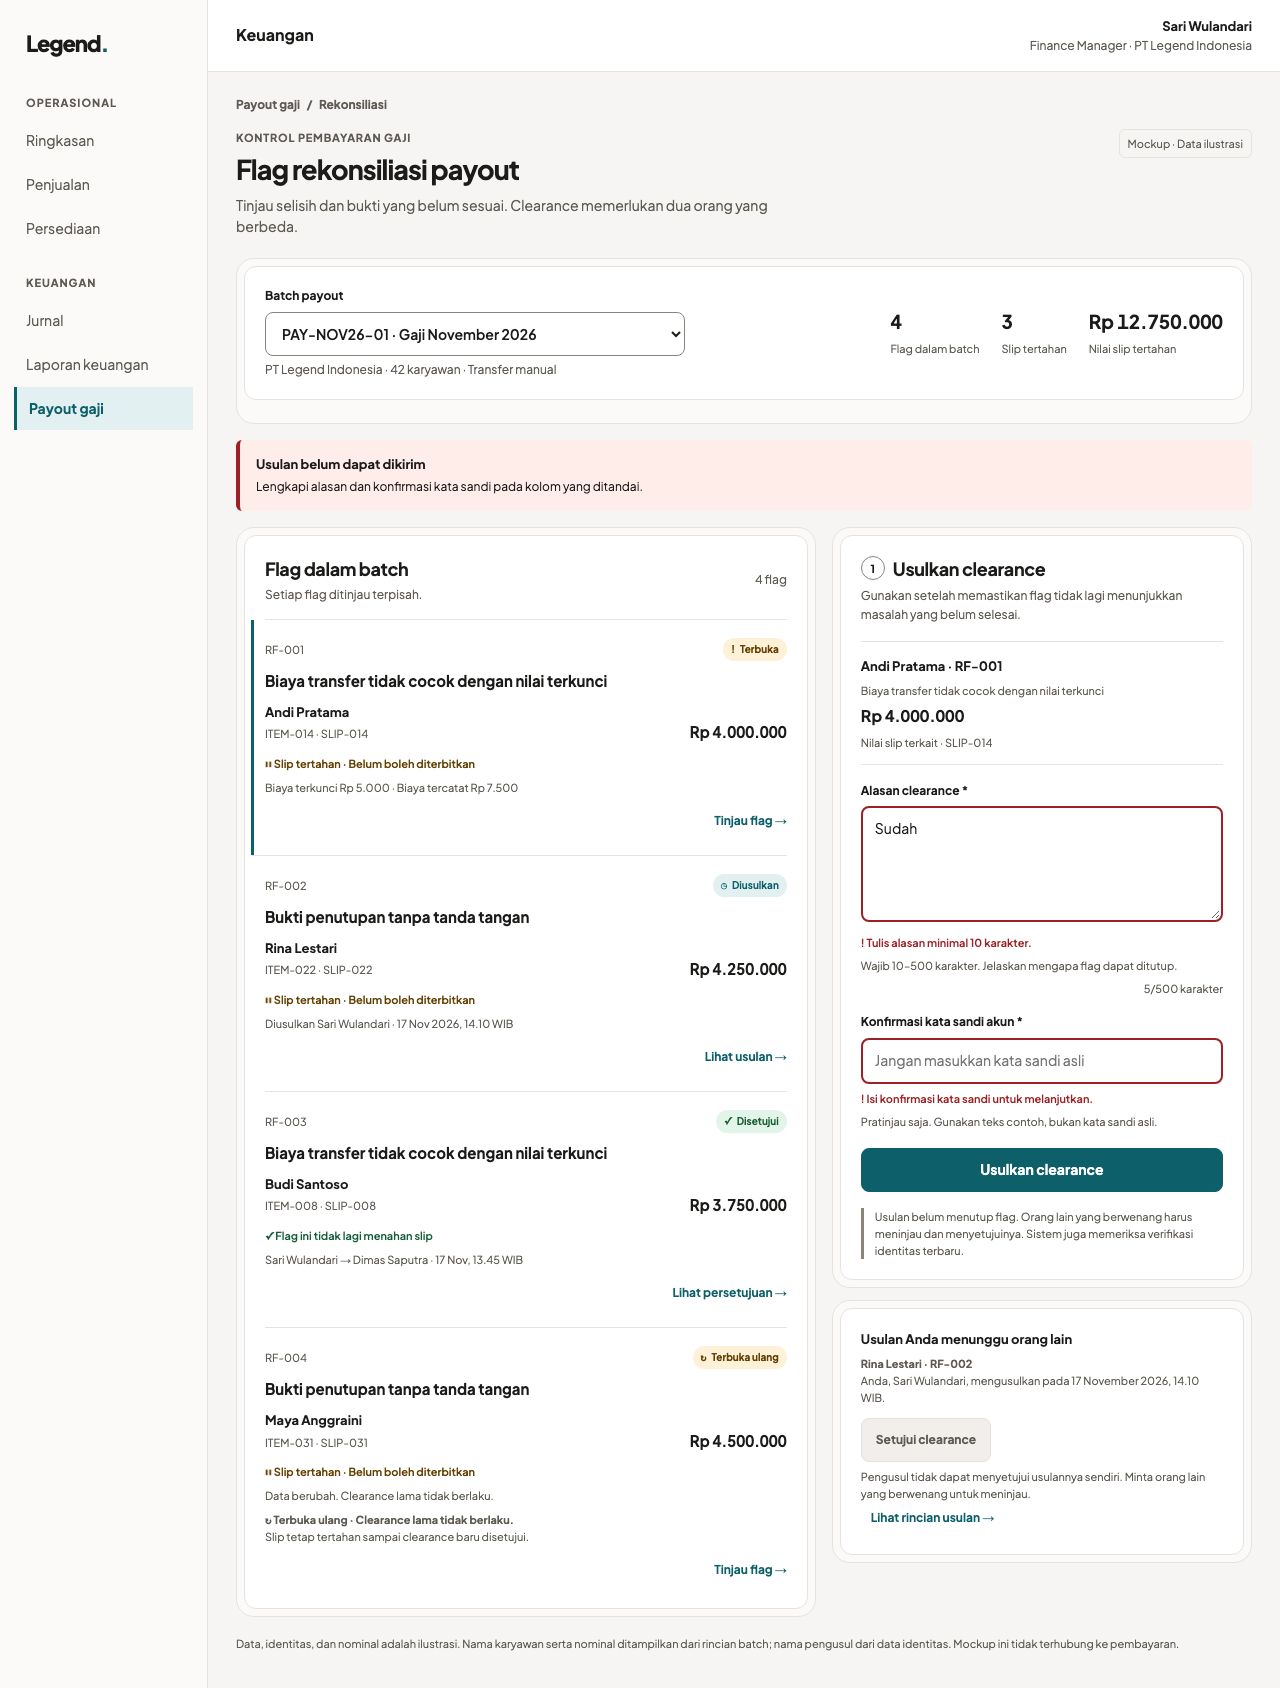 Legend.
OPERASIONAL
Ringkasan
Penjualan
Persediaan
KEUANGAN
Jurnal
Laporan keuangan
Payout gaji
Keuangan
Sari Wulandari
Finance Manager · PT Legend Indonesia
Payout gaji / Rekonsiliasi
KONTROL PEMBAYARAN GAJI
Mockup · Data ilustrasi
Flag rekonsiliasi payout
Tinjau selisih dan bukti yang belum sesuai. Clearance memerlukan dua orang yang
berbeda.
Batch payout
PAY-NOV26-01 · Gaji November 2026
PT Legend Indonesia · 42 karyawan · Transfer manual
4
Flag dalam batch
3
Slip tertahan
Rp 12.750.000
Nilai slip tertahan
Usulan belum dapat dikirim
Lengkapi alasan dan konfirmasi kata sandi pada kolom yang ditandai.
Flag dalam batch
Setiap flag ditinjau terpisah.
4 flag
RF-001
! Terbuka
Biaya transfer tidak cocok dengan nilai terkunci
Andi Pratama
ITEM-014 · SLIP-014
Rp 4.000.000
Slip tertahan · Belum boleh diterbitkan
Biaya terkunci Rp 5.000 · Biaya tercatat Rp 7.500
Tinjau flag →
RF-002
Diusulkan
Bukti penutupan tanpa tanda tangan
Rina Lestari
ITEM-022 · SLIP-022
Rp 4.250.000
Slip tertahan · Belum boleh diterbitkan
Diusulkan Sari Wulandari · 17 Nov 2026, 14.10 WIB
Lihat usulan →
RF-003
✓ Disetujui
Biaya transfer tidak cocok dengan nilai terkunci
Budi Santoso
ITEM-008 · SLIP-008
Rp 3.750.000
✓Flag ini tidak lagi menahan slip
Sari Wulandari → Dimas Saputra · 17 Nov, 13.45 WIB
Lihat persetujuan →
RF-004
↻ Terbuka ulang
Bukti penutupan tanpa tanda tangan
Maya Anggraini
ITEM-031 · SLIP-031
Rp 4.500.000
Slip tertahan · Belum boleh diterbitkan
Data berubah. Clearance lama tidak berlaku.
↻ Terbuka ulang · Clearance lama tidak berlaku.
Slip tetap tertahan sampai clearance baru disetujui.
Tinjau flag →
1 Usulkan clearance
Gunakan setelah memastikan flag tidak lagi menunjukkan
masalah yang belum selesai.
Andi Pratama · RF-001
Biaya transfer tidak cocok dengan nilai terkunci
Rp 4.000.000
Nilai slip terkait · SLIP-014
Alasan clearance *
Sudah
! Tulis alasan minimal 10 karakter.
Wajib 10–500 karakter. Jelaskan mengapa flag dapat ditutup.
5/500 karakter
Konfirmasi kata sandi akun *
Jangan masukkan kata sandi asli
! Isi konfirmasi kata sandi untuk melanjutkan.
Pratinjau saja. Gunakan teks contoh, bukan kata sandi asli.
Usulkan clearance
Usulan belum menutup flag. Orang lain yang berwenang harus
meninjau dan menyetujuinya. Sistem juga memeriksa verifikasi
identitas terbaru.
Usulan Anda menunggu orang lain
Rina Lestari · RF-002
Anda, Sari Wulandari, mengusulkan pada 17 November 2026, 14.10
WIB.
Setujui clearance
Pengusul tidak dapat menyetujui usulannya sendiri. Minta orang lain
yang berwenang untuk meninjau.
Lihat rincian usulan →
Data, identitas, dan nominal adalah ilustrasi. Nama karyawan serta nominal ditampilkan dari rincian batch; nama pengusul dari data identitas. Mockup ini tidak terhubung ke pembayaran.